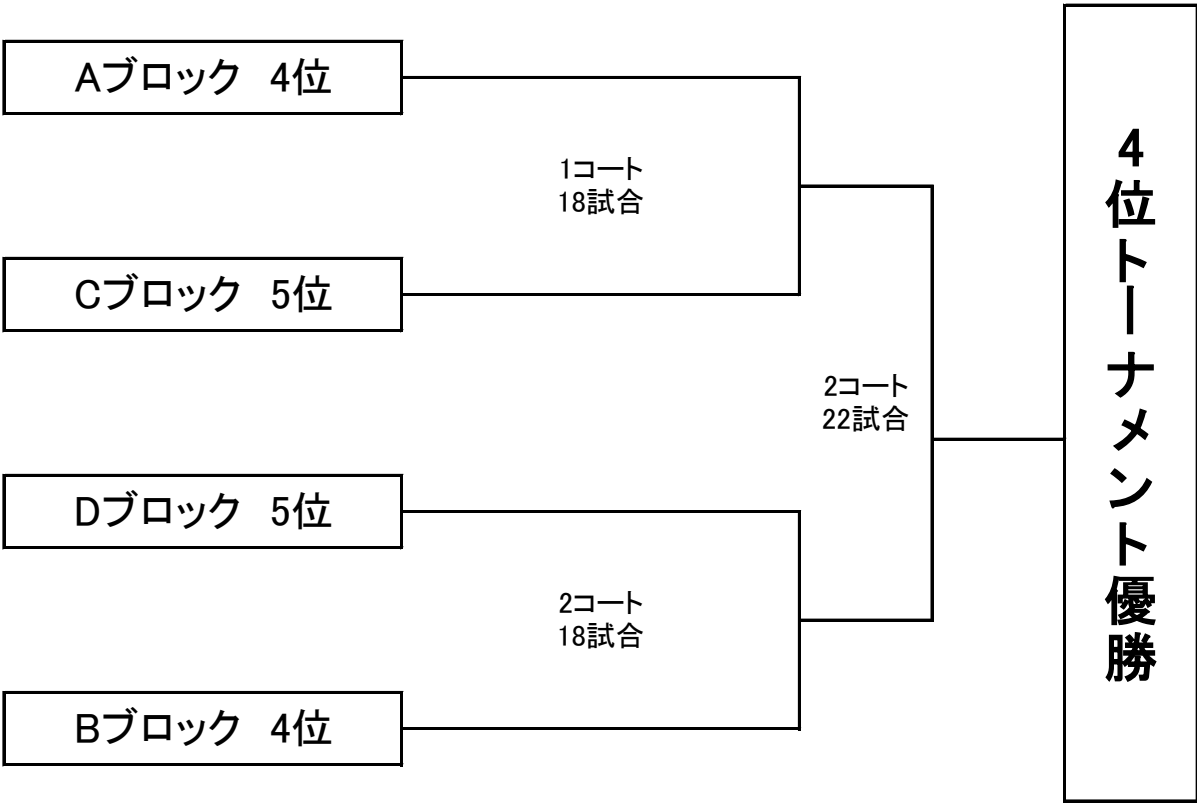 Aブロック　4位
1コート
18試合
Cブロック　5位
2コート
22試合
Dブロック　5位
2コート
18試合
Bブロック　4位
4位トーナメント優勝